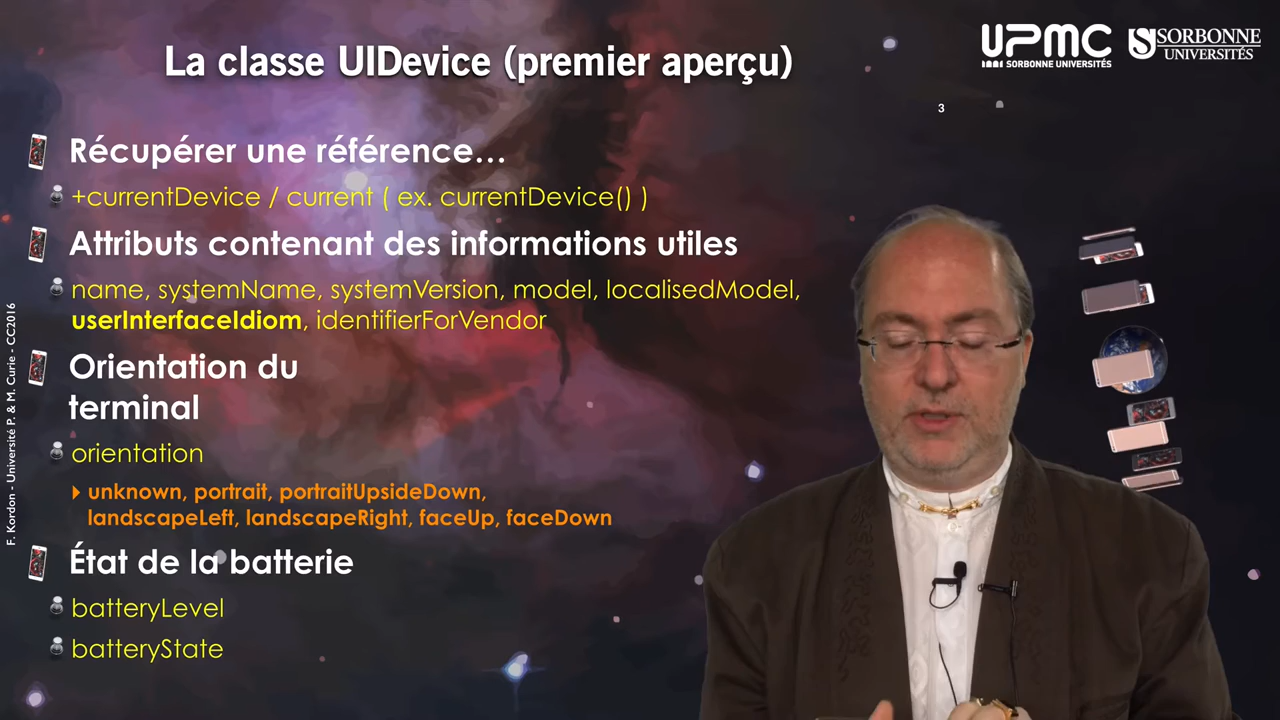 La classe UIDevice (premier aperçu)
UPMC
SORBONNE UNIVERSITÉS
SORBONNE
UNIVERSITÉS
3
Récupérer une référence…
+currentDevice / current ( ex. currentDevice() )
Attributs contenant des informations utiles
name, systemName, systemVersion, model, localisedModel,
userInterfaceIdiom, identifierForVendor
Orientation du
terminal
orientation
unknown, portrait, portraitUpsideDown,
landscapeLeft, landscapeRight, faceUp, faceDown
État de la batterie
batteryLevel
batteryState
F. Kordon - Université P. & M. Curie - CC2016